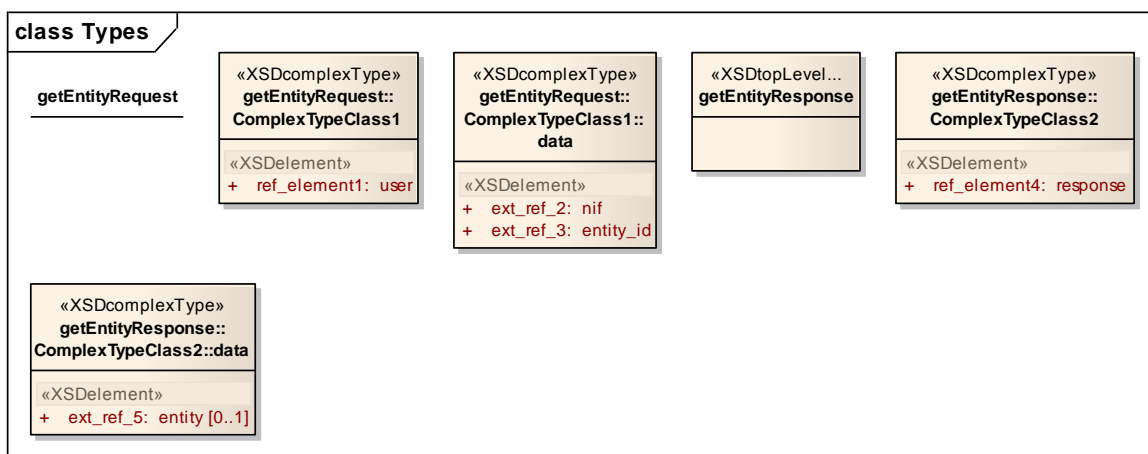 class Types
getEntityRequest
«XSDcomplexType»
getEntityRequest::
ComplexTypeClass1
«XSDelement»
+ ref_element1: user
«XSDcomplexType»
getEntityRequest::
ComplexTypeClass1::
data
«XSDelement»
+ ext_ref_2: nif
+ ext_ref_3: entity_id
«XSDtopLevel...
getEntityResponse
«XSDcomplexType»
getEntityResponse::
ComplexTypeClass2
«XSDelement»
+ ref_element4: response
«XSDcomplexType»
getEntityResponse::
ComplexTypeClass2::data
«XSDelement»
+ ext_ref_5: entity [0..1]